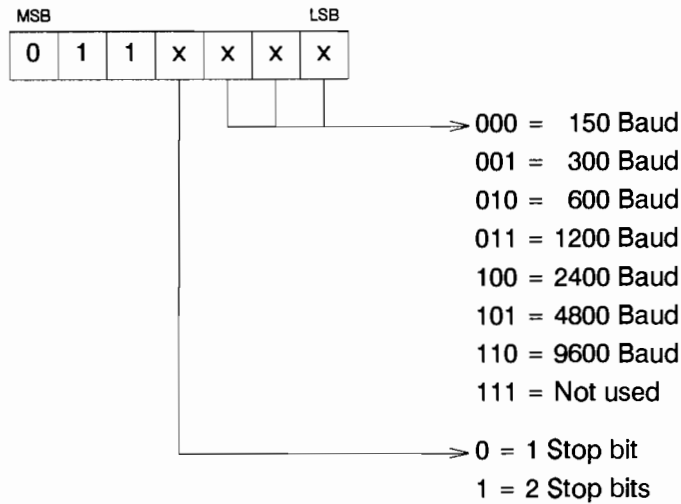 MSB LSB
0 1 1 x x x x
000 = 150 Baud
001 = 300 Baud
010 = 600 Baud
011 = 1200 Baud
100 = 2400 Baud
101 = 4800 Baud
110 = 9600 Baud
111 = Not used
0 = 1 Stop bit
1 = 2 Stop bits